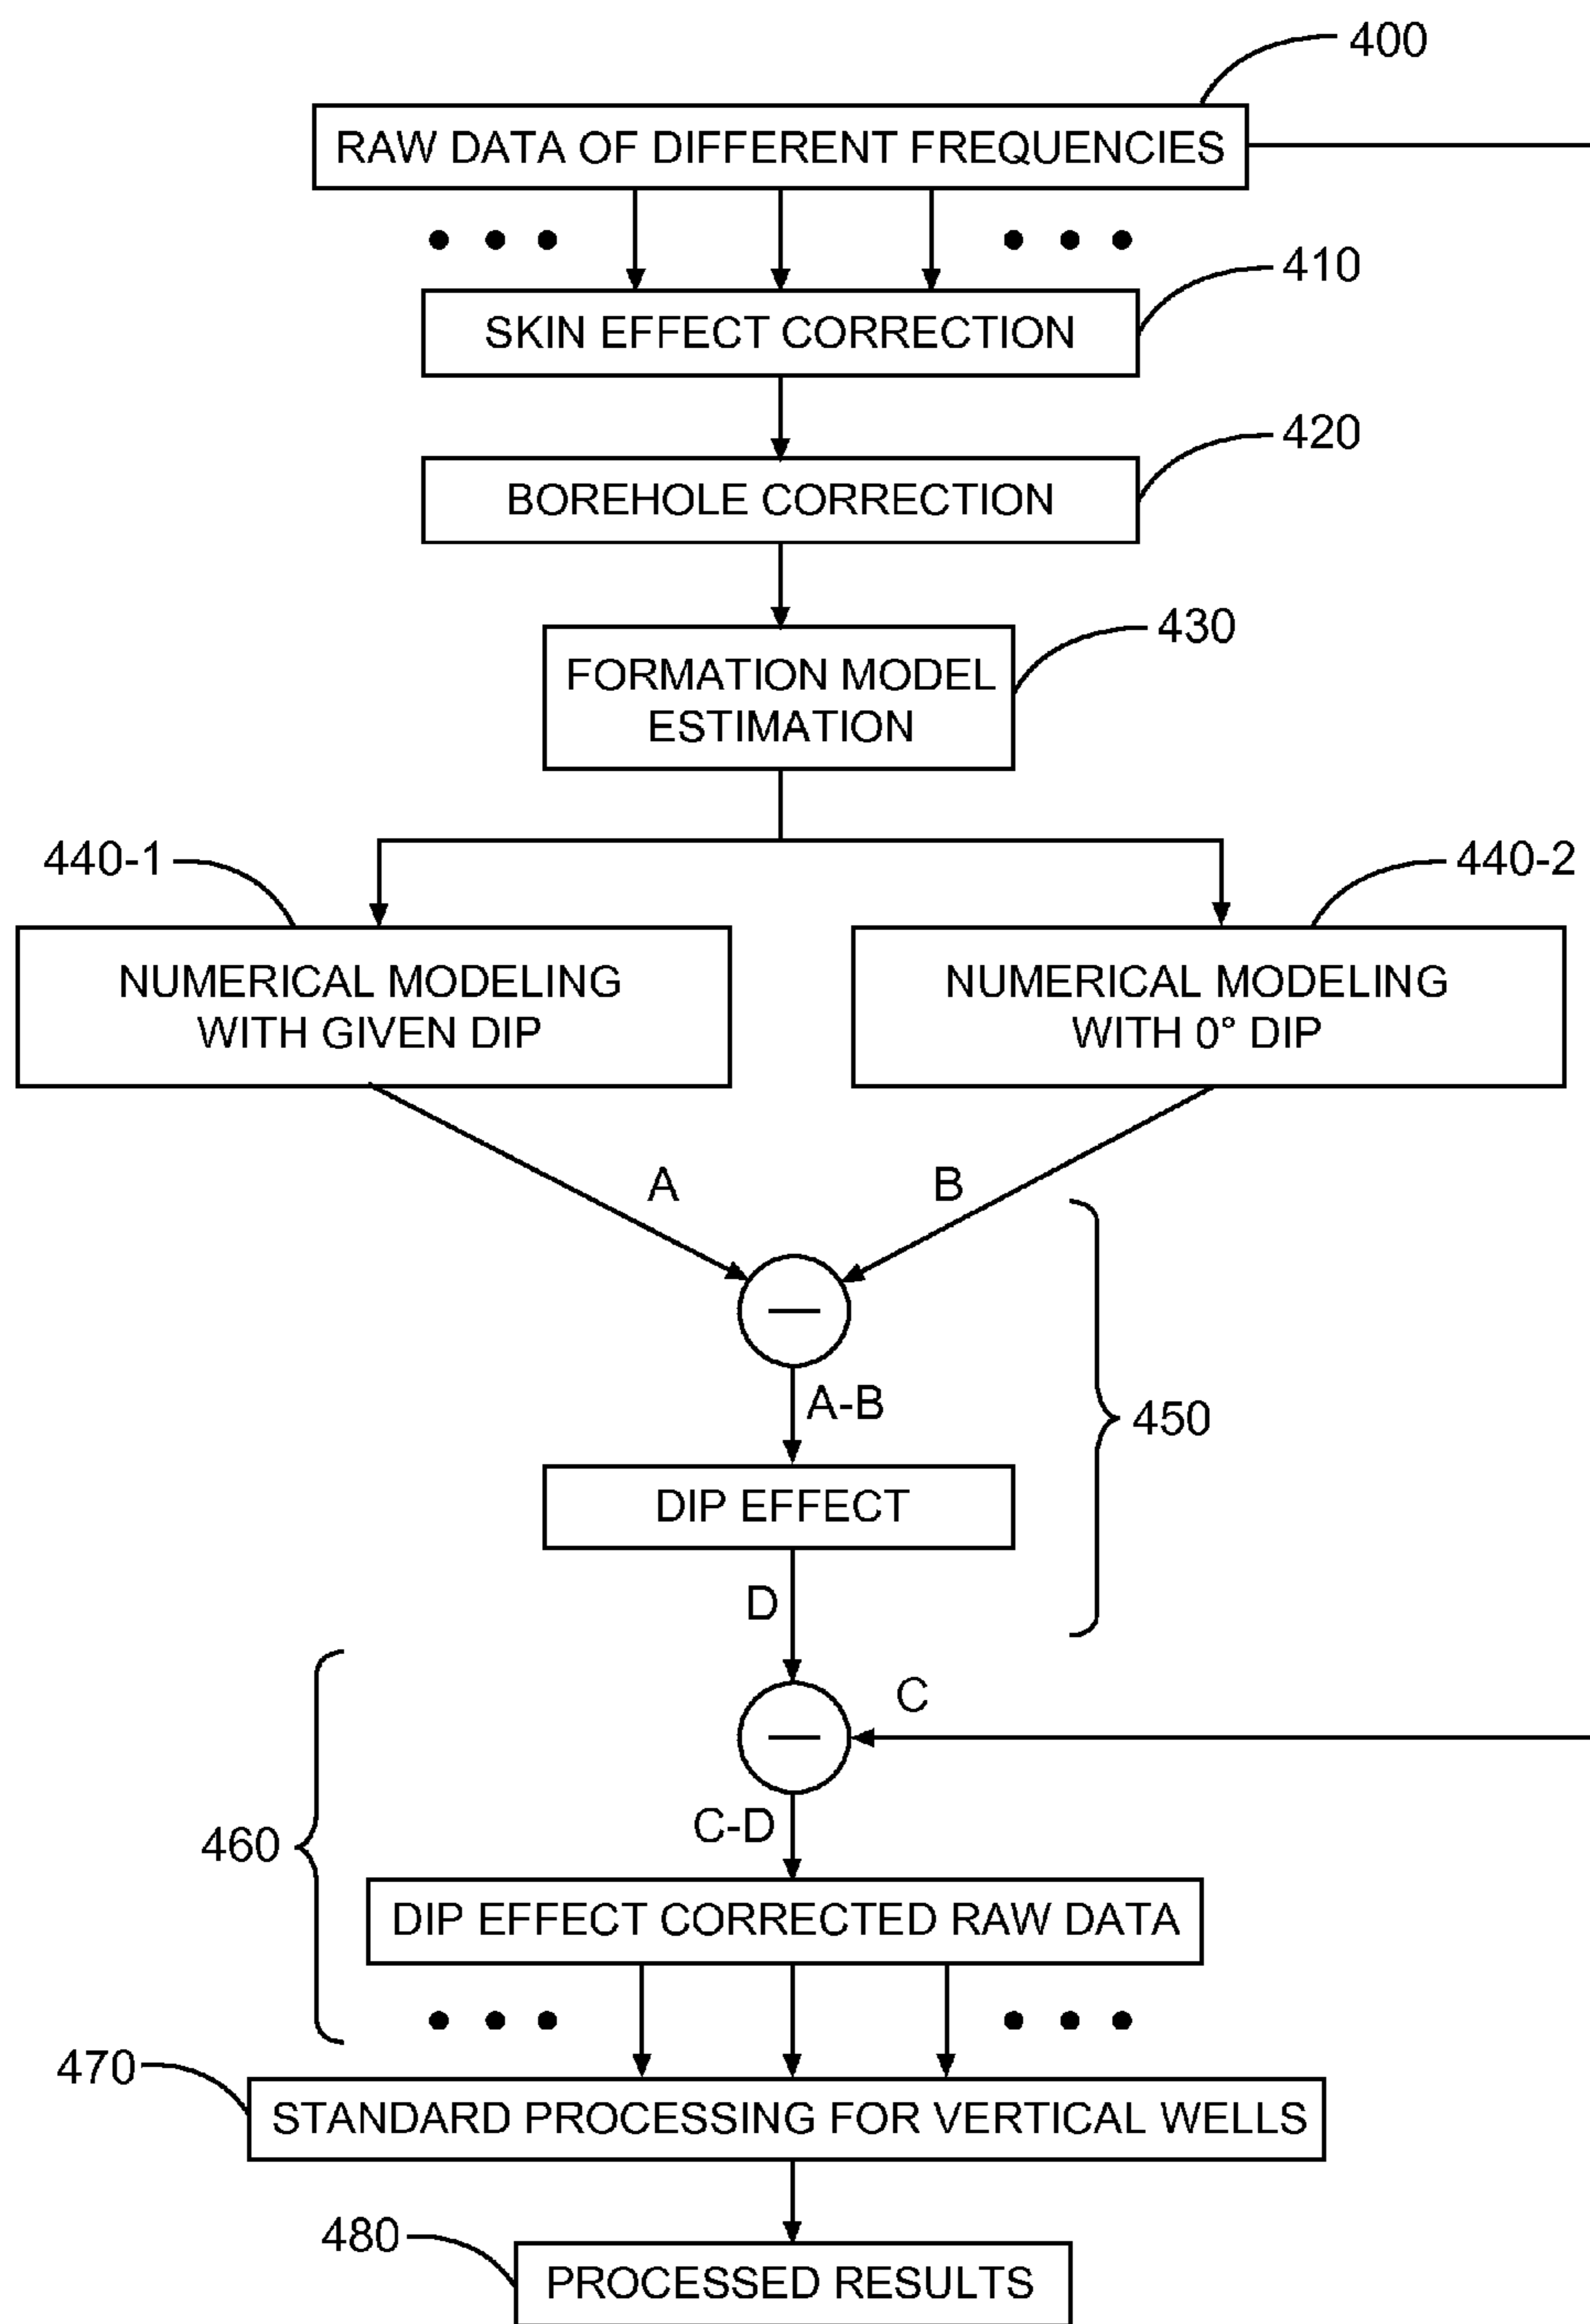 400
RAW DATA OF DIFFERENT FREQUENCIES
410
SKIN EFFECT CORRECTION
420
BOREHOLE CORRECTION
430
FORMATION MODEL
ESTIMATION
440-1
440-2
NUMERICAL MODELING
WITH GIVEN DIP
NUMERICAL MODELING
WITH 0° DIP
A
B
—
A-B
450
DIP EFFECT
D
C
—
C-D
460
DIP EFFECT CORRECTED RAW DATA
470
STANDARD PROCESSING FOR VERTICAL WELLS
480
PROCESSED RESULTS